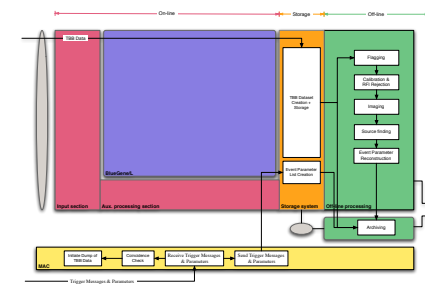 On-line
Storage
Off-line
TBB Data
Flagging
Calibration &
RFI Rejection
TBB Dataset
Creation +
Storage
Imaging
Source finding
Event Parameter
Reconstruction
BlueGene/L
Event Parameter
List Creation
Input section
Aux. processing section
Storage system
Off-line processing
Archiving
Initiate Dump of
TBB Data
Coincidence
Check
Receive Trigger Messages
& Parameters
Send Trigger Messages
& Parameters
MAC
Trigger Messages & Parameters